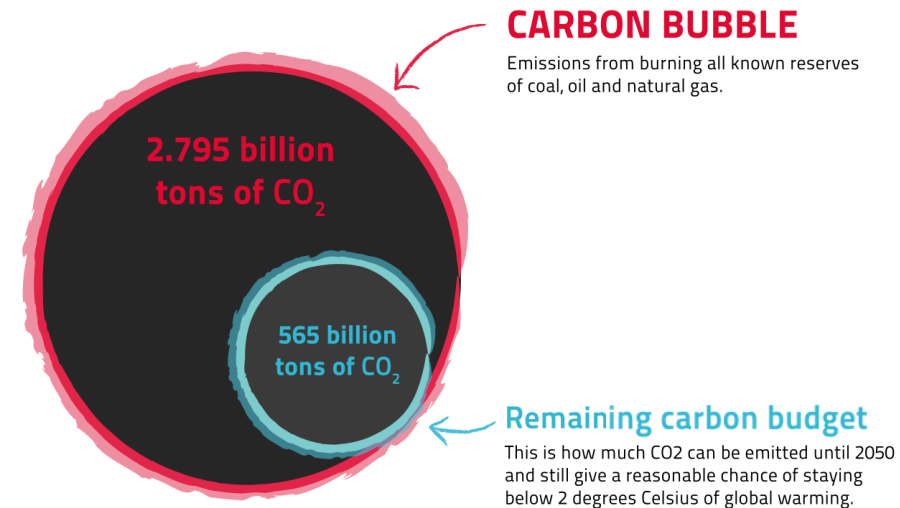 CARBON BUBBLE
Emissions from burning all known reserves
of coal, oil and natural gas.
2.795 billion
tons of CO₂
565 billion
tons of CO₂
Remaining carbon budget
This is how much CO2 can be emitted until 2050
and still give a reasonable chance of staying
below 2 degrees Celsius of global warming.